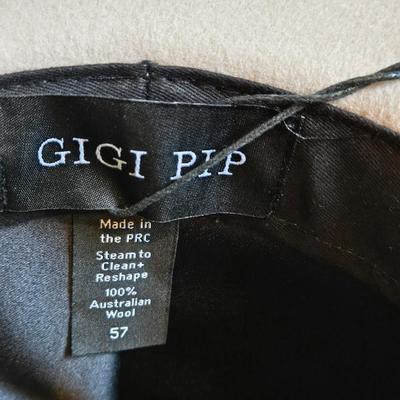 GIGI PIP
Made in
the PRC
Steam to
Clean+
Reshape
100%
Australian
Wool
57